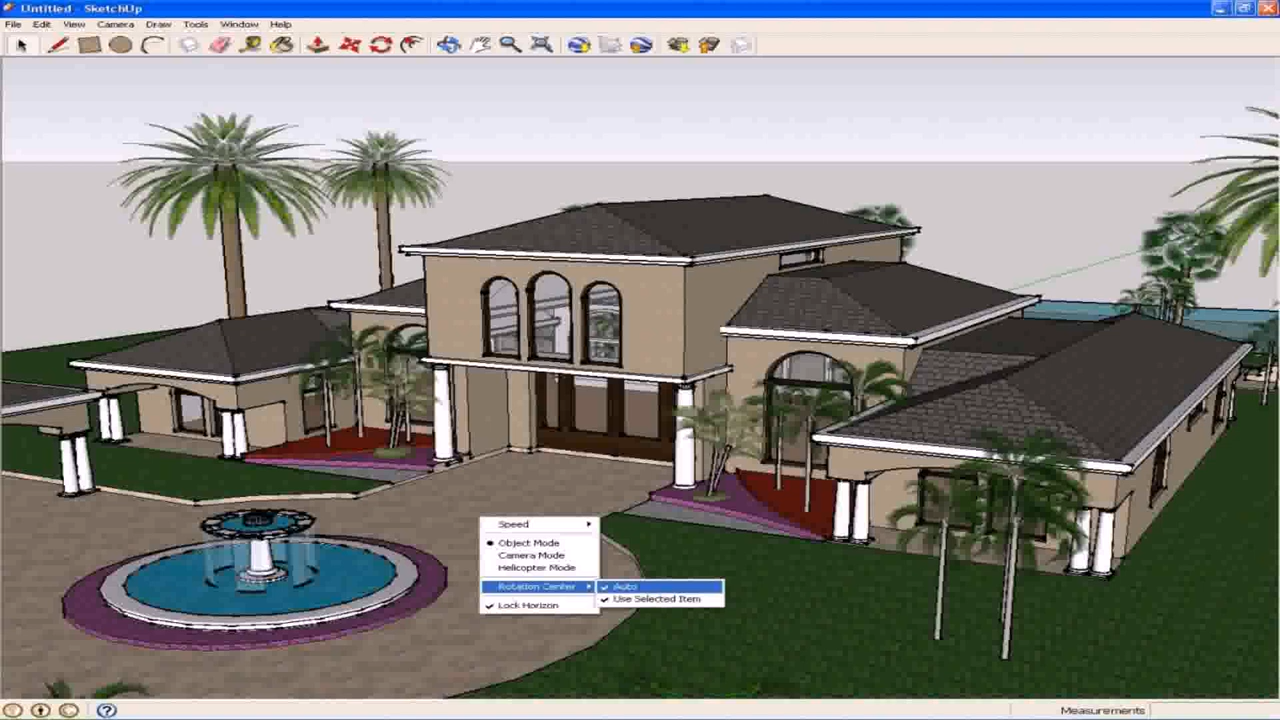 Untitled - SketchUp
File Edit View Camera Draw Tools Window Help
Speed
Object Mode
Camera Mode
Helicopter Mode
Rotation Center
Auto
Use Selected Item
Lock Horizon
Measurements